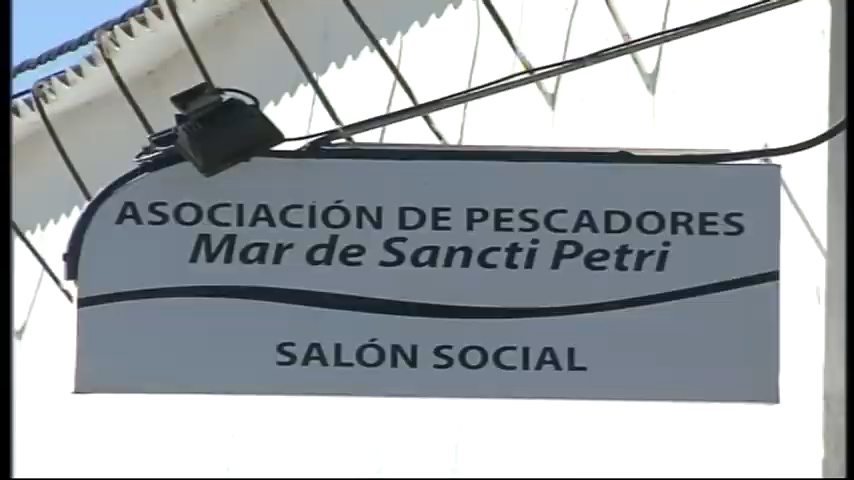 ASOCIACIÓN DE PESCADORES
Mar de Sancti Petri
SALÓN SOCIAL